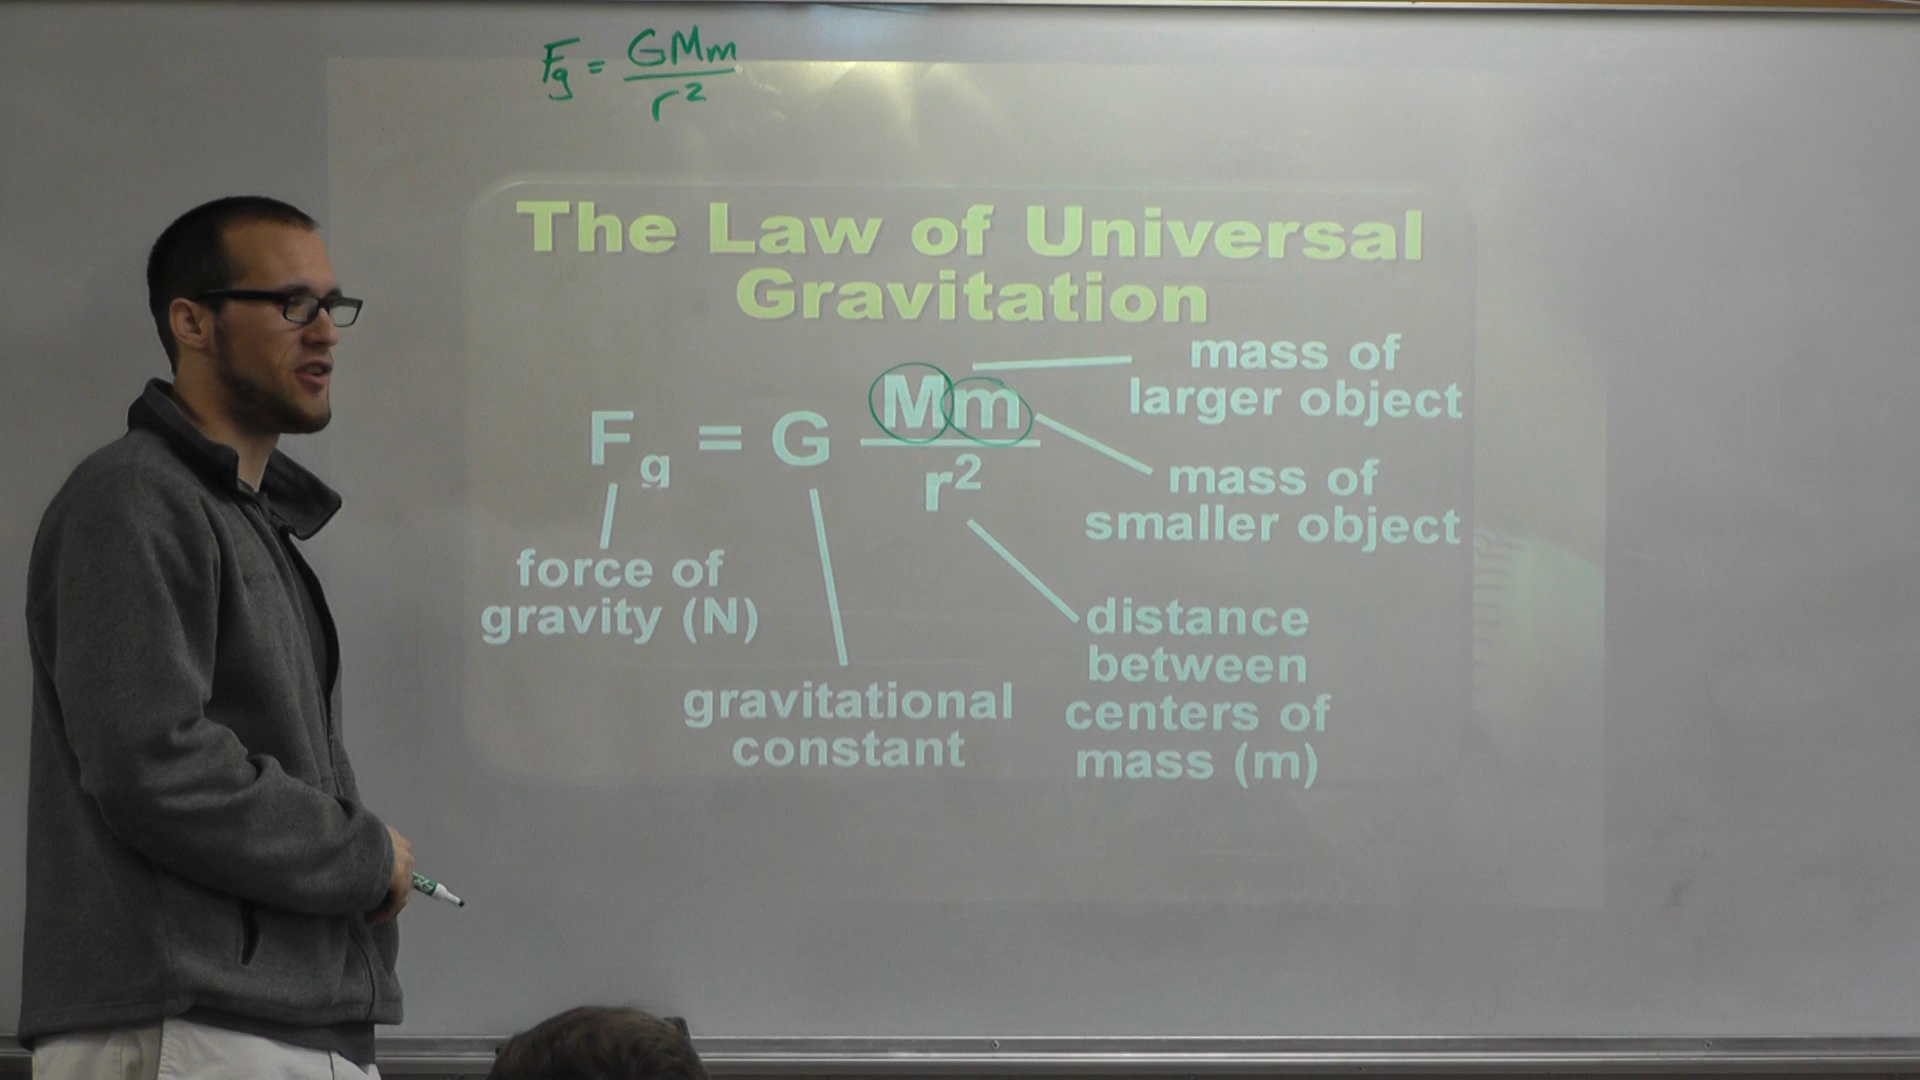 Fg = GMm
r²
The Law of Universal
Gravitation
mass of
larger object
Fg = G Mm
r²
mass of
smaller object
force of
gravity (N)
distance
between
centers of
mass (m)
gravitational
constant